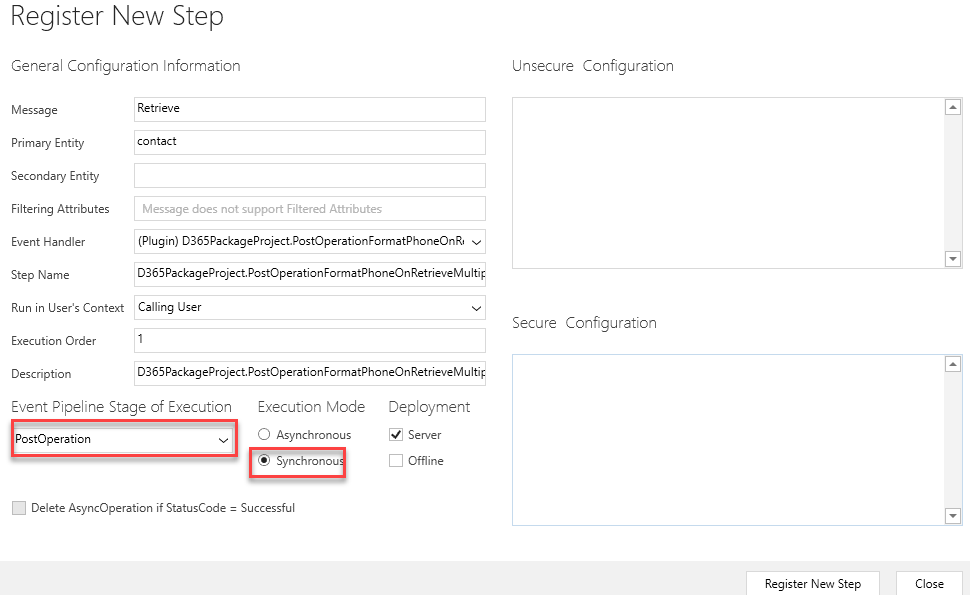 Register New Step
General Configuration Information
Message Retrieve
Primary Entity contact
Secondary Entity
Filtering Attributes Message does not support Filtered Attributes
Event Handler (Plugin) D365PackageProject.PostOperationFormatPhoneOnRe
Step Name D365PackageProject.PostOperationFormatPhoneOnRetrieveMultip
Run in User's Context Calling User
Execution Order 1
Description D365PackageProject.PostOperationFormatPhoneOnRetrieveMultip
Event Pipeline Stage of Execution
PostOperation
Execution Mode
Asynchronous
Synchronous
Deployment
Server
Offline
Delete AsyncOperation if StatusCode = Successful
Unsecure Configuration
Secure Configuration
Register New Step
Close